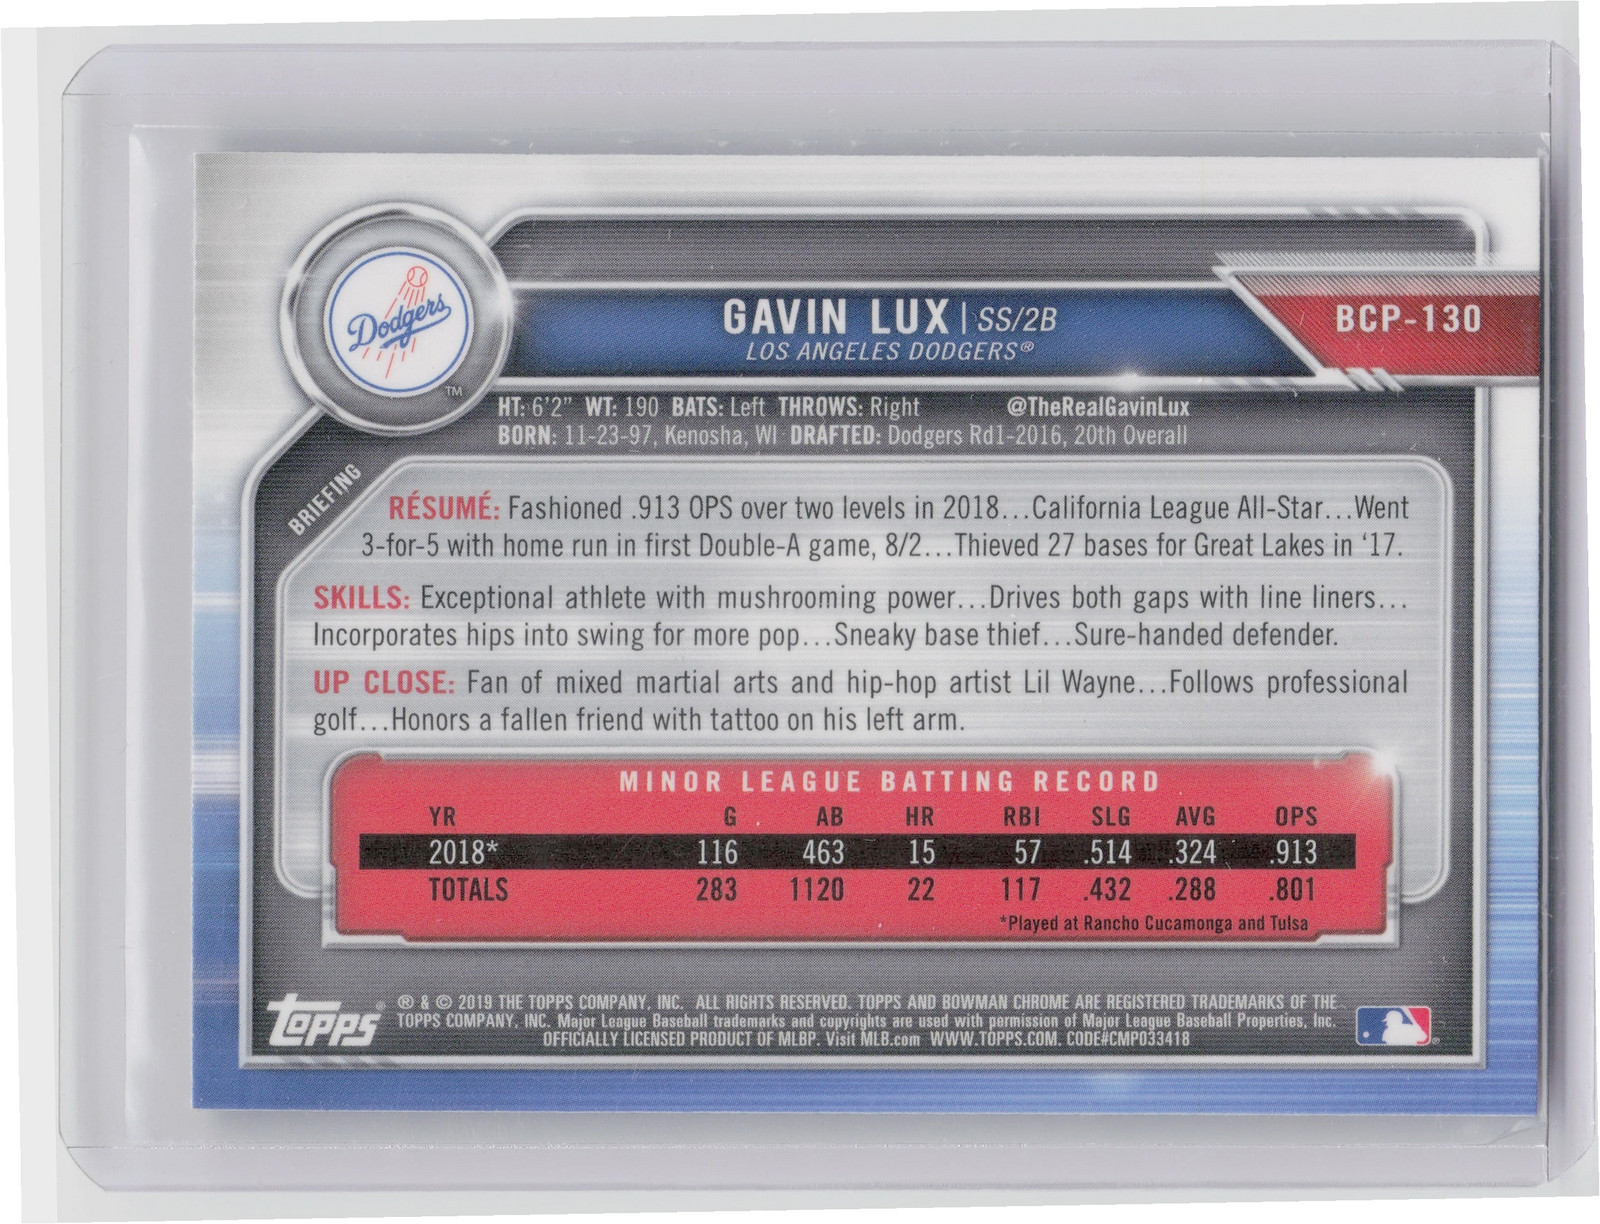 Dodgers
TM
GAVIN LUX | SS/2B
LOS ANGELES DODGERS®
BCP-130
HT: 6'2" WT: 190 BATS: Left THROWS: Right @TheRealGavinLux
BORN: 11-23-97, Kenosha, WI DRAFTED: Dodgers Rd1-2016, 20th Overall
BRIEFING
RÉSUMÉ: Fashioned .913 OPS over two levels in 2018...California League All-Star...Went
3-for-5 with home run in first Double-A game, 8/2...Thieved 27 bases for Great Lakes in '17.
SKILLS: Exceptional athlete with mushrooming power...Drives both gaps with line liners...
Incorporates hips into swing for more pop...Sneaky base thief...Sure-handed defender.
UP CLOSE: Fan of mixed martial arts and hip-hop artist Lil Wayne...Follows professional
golf...Honors a fallen friend with tattoo on his left arm.
MINOR LEAGUE BATTING RECORD
YR G AB HR RBI SLG AVG OPS
2018* 116 463 15 57 .514 .324 .913
TOTALS 283 1120 22 117 .432 .288 .801
*Played at Rancho Cucamonga and Tulsa
topps ®
® & © 2019 THE TOPPS COMPANY, INC. ALL RIGHTS RESERVED. TOPPS AND BOWMAN CHROME ARE REGISTERED TRADEMARKS OF THE
TOPPS COMPANY, INC. Major League Baseball trademarks and copyrights are used with permission of Major League Baseball Properties, Inc.
OFFICIALLY LICENSED PRODUCT OF MLBP. Visit MLB.com WWW.TOPPS.COM. CODE#CMP033418
®